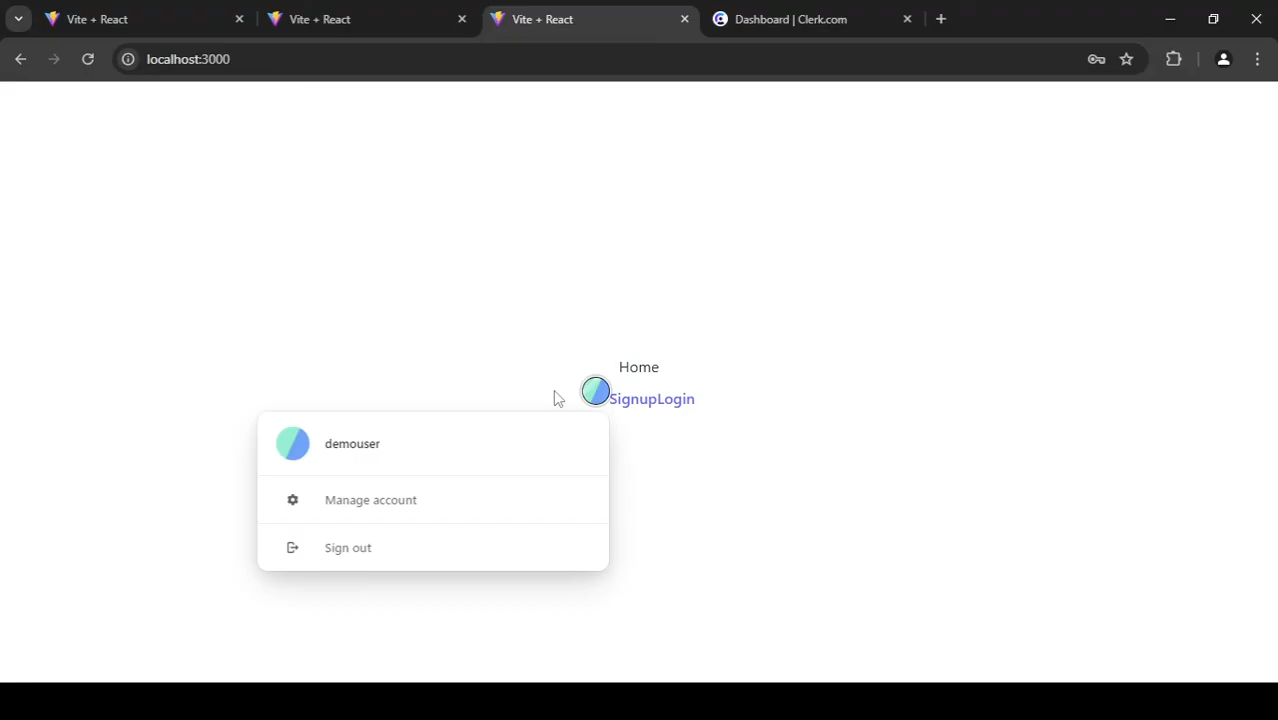 Vite + React
Vite + React
Vite + React
Dashboard | Clerk.com
localhost:3000
Home
SignupLogin
demouser
Manage account
Sign out